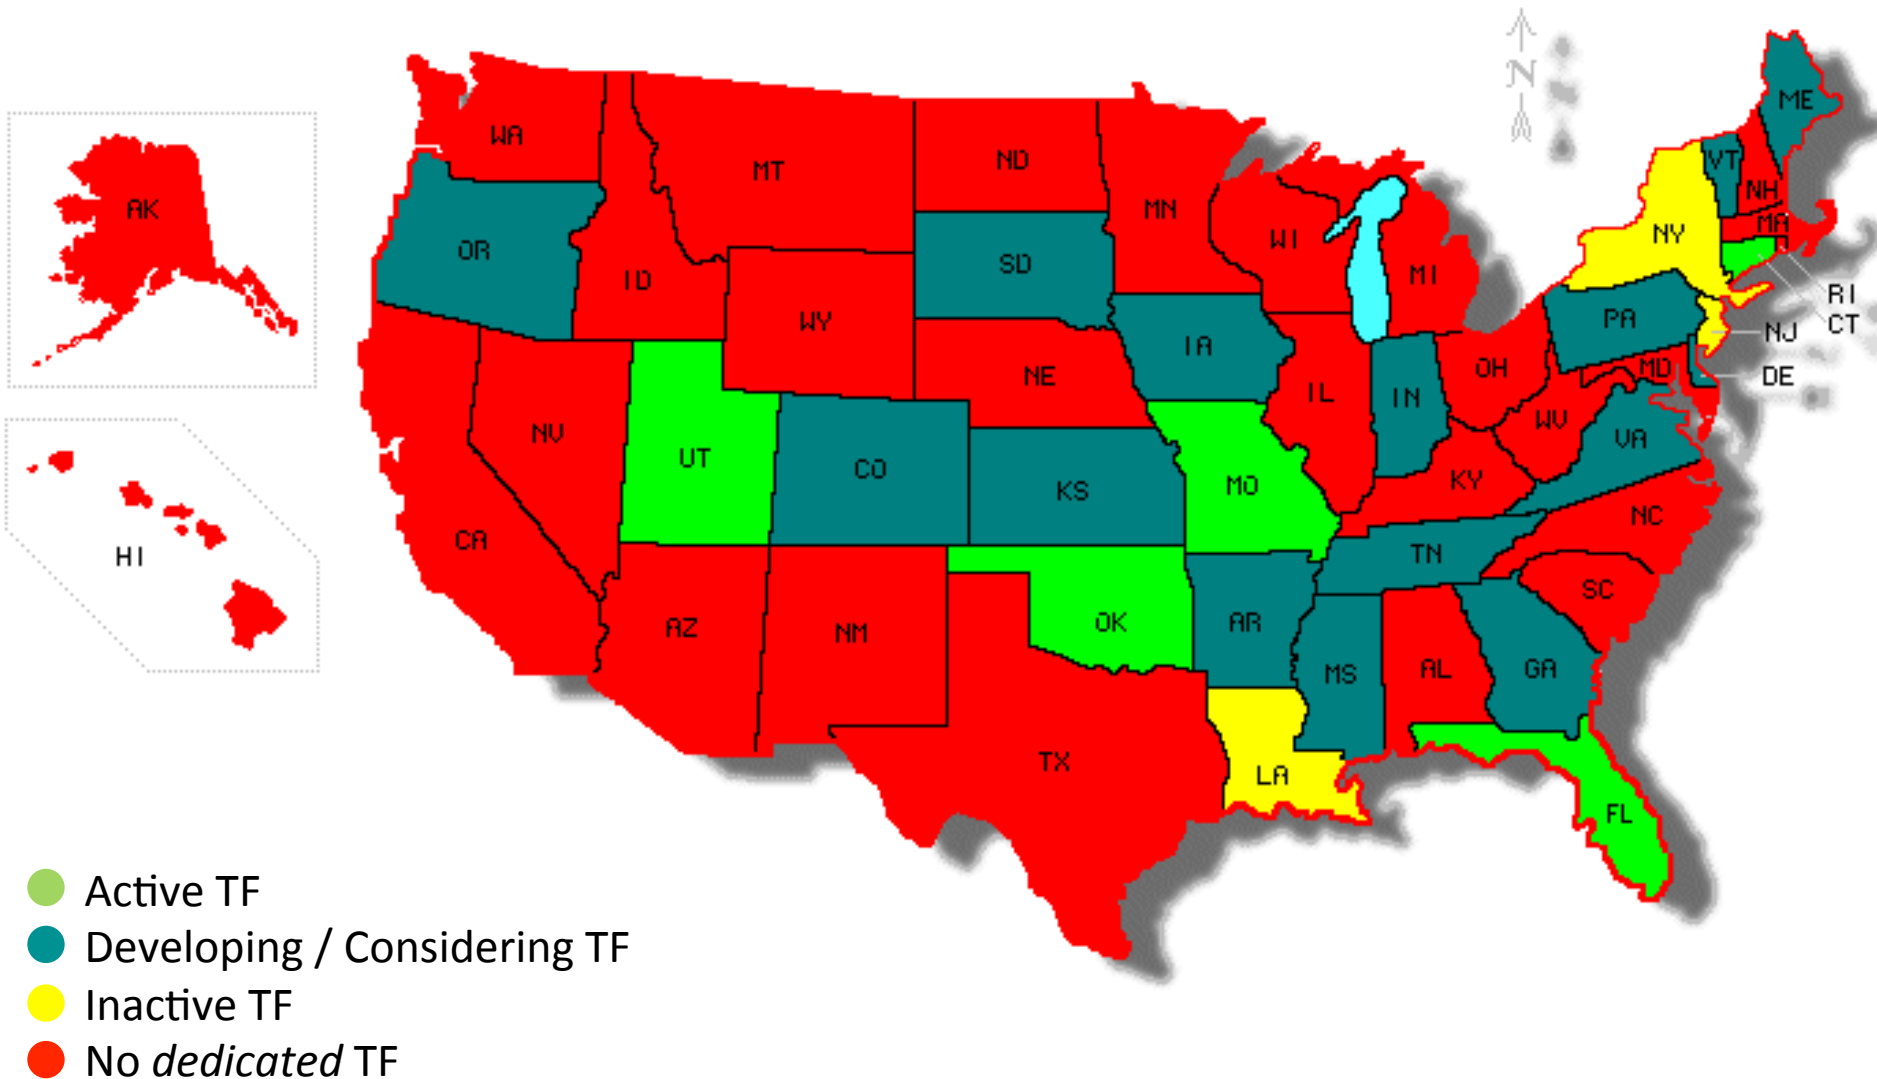 N
ME
WA
VT
ND
MT
NH
AK
MN
MA
NY
WI
OR
SD
MI
ID
RI
WY
PA
CT
NJ
IA
MD
DE
NE
OH
IL
IN
WV
NV
VA
UT
CO
KY
MO
KS
NC
CA
TN
HI
SC
AZ
NM
OK
AR
MS
AL
GA
TX
LA
FL
Active TF
Developing / Considering TF
Inactive TF
No dedicated TF